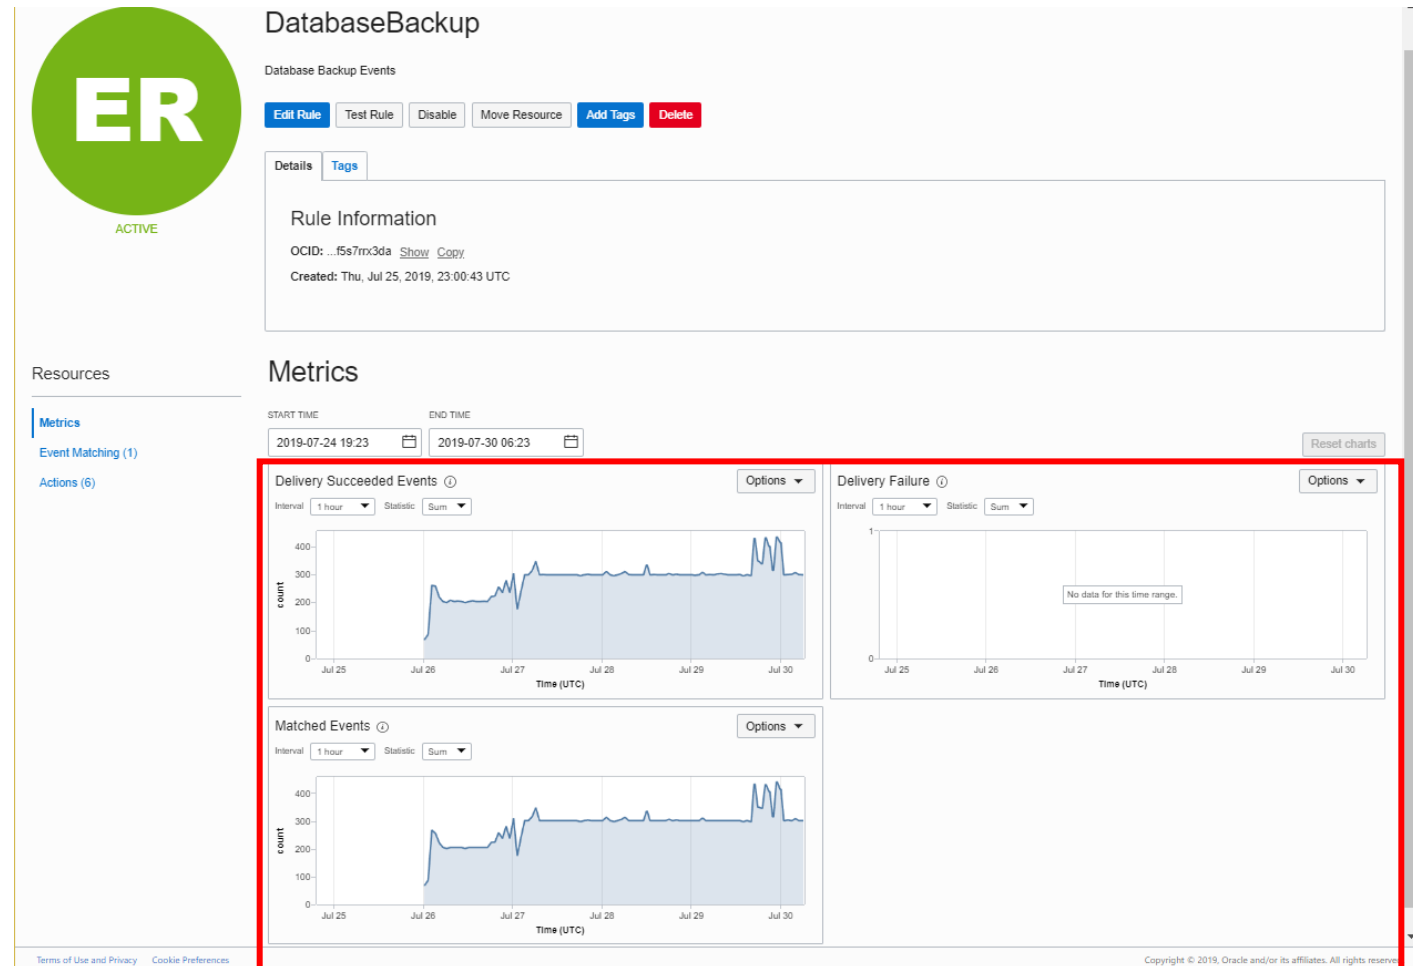 DatabaseBackup
Database Backup Events
ER
ACTIVE
Edit Rule Test Rule Disable Move Resource Add Tags Delete
Details Tags
Rule Information
OCID: ...f5s7rrx3da Show Copy
Created: Thu, Jul 25, 2019, 23:00:43 UTC
Resources
Metrics
Event Matching (1)
Actions (6)
Metrics
START TIME END TIME
2019-07-24 19:23 2019-07-30 06:23
Reset charts
Delivery Succeeded Events Options
Interval 1 hour Statistic Sum
400
300
200
100
0
count
Jul 25 Jul 26 Jul 27 Jul 28 Jul 29 Jul 30
Time (UTC)
Delivery Failure Options
Interval 1 hour Statistic Sum
1
No data for this time range.
0
Jul 25 Jul 26 Jul 27 Jul 28 Jul 29 Jul 30
Time (UTC)
Matched Events Options
Interval 1 hour Statistic Sum
400
300
200
100
0
count
Jul 25 Jul 26 Jul 27 Jul 28 Jul 29 Jul 30
Time (UTC)
Terms of Use and Privacy Cookie Preferences
Copyright © 2019, Oracle and/or its affiliates. All rights reserve